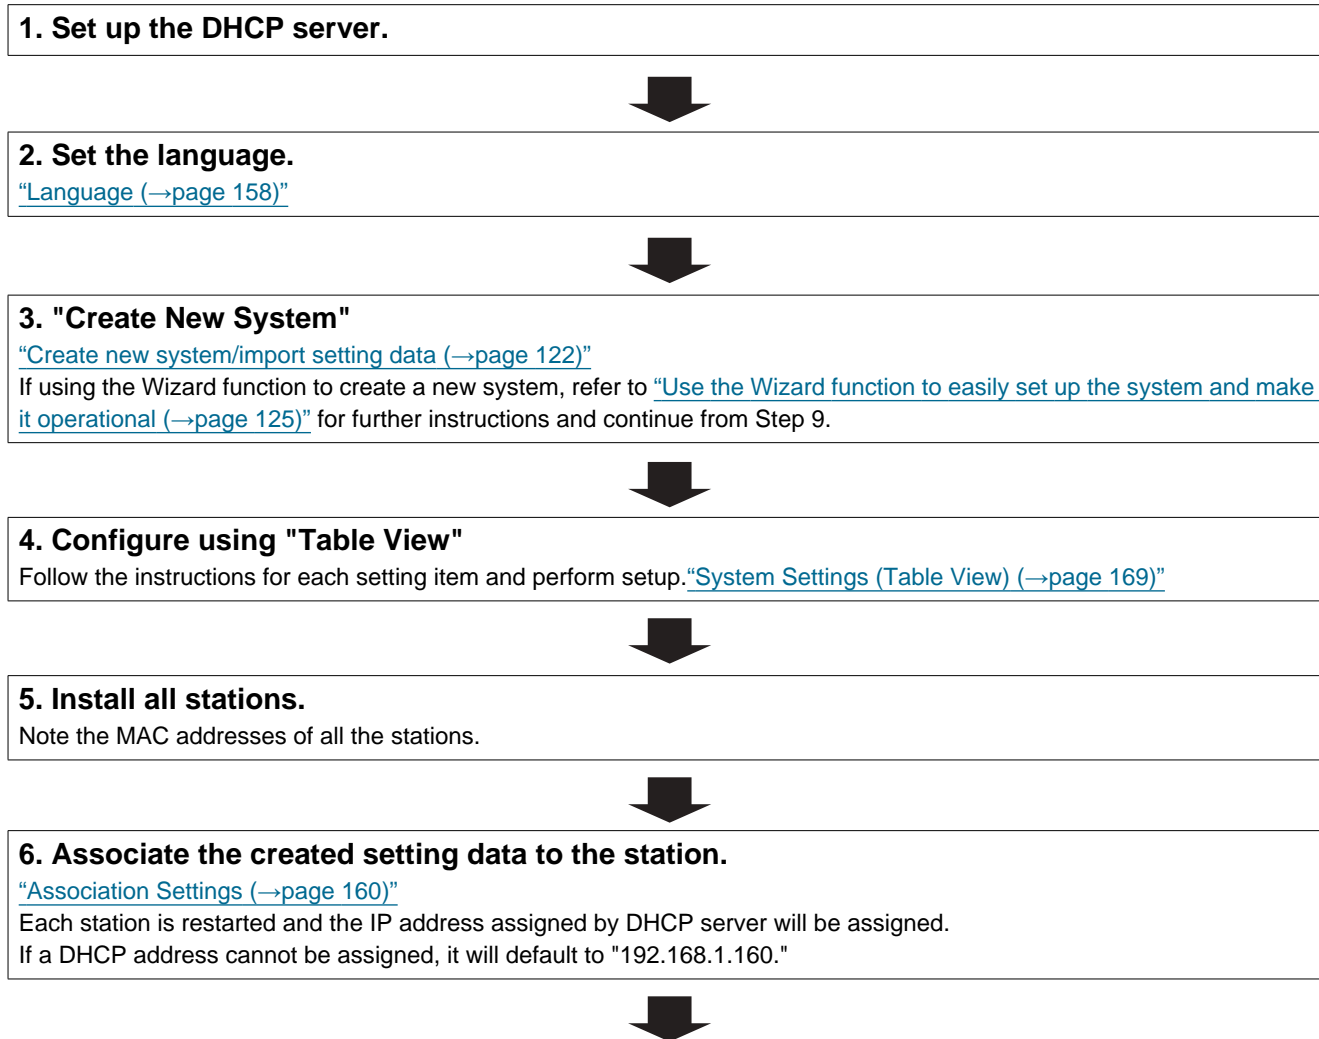 1. Set up the DHCP server.
2. Set the language.
“Language (→page 158)”
3. "Create New System"
“Create new system/import setting data (→page 122)”
If using the Wizard function to create a new system, refer to “Use the Wizard function to easily set up the system and make
it operational (→page 125)” for further instructions and continue from Step 9.
4. Configure using "Table View"
Follow the instructions for each setting item and perform setup.“System Settings (Table View) (→page 169)”
5. Install all stations.
Note the MAC addresses of all the stations.
6. Associate the created setting data to the station.
“Association Settings (→page 160)”
Each station is restarted and the IP address assigned by DHCP server will be assigned.
If a DHCP address cannot be assigned, it will default to "192.168.1.160."